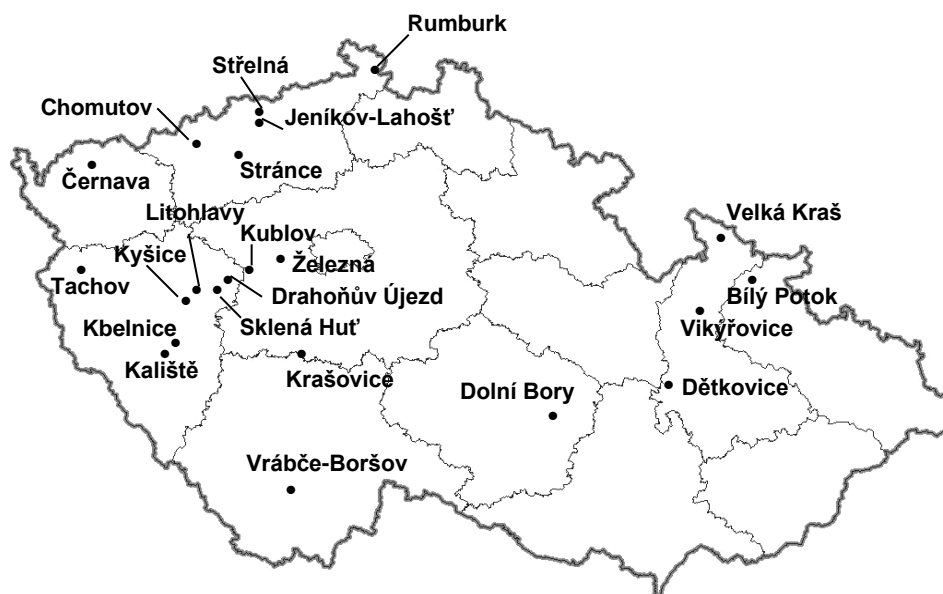 Rumburk
Střelná
Chomutov
Jeníkov-Lahošť
Stránce
Černava
Litohlavy
Velká Kraš
Kublov
Kyšice
Železná
Tachov
Bílý Potok
Drahoňův Újezd
Kbelnice
Sklená Huť
Vikýřovice
Kaliště
Krašovice
Dolní Bory
Dětkovice
Vrábče-Boršov